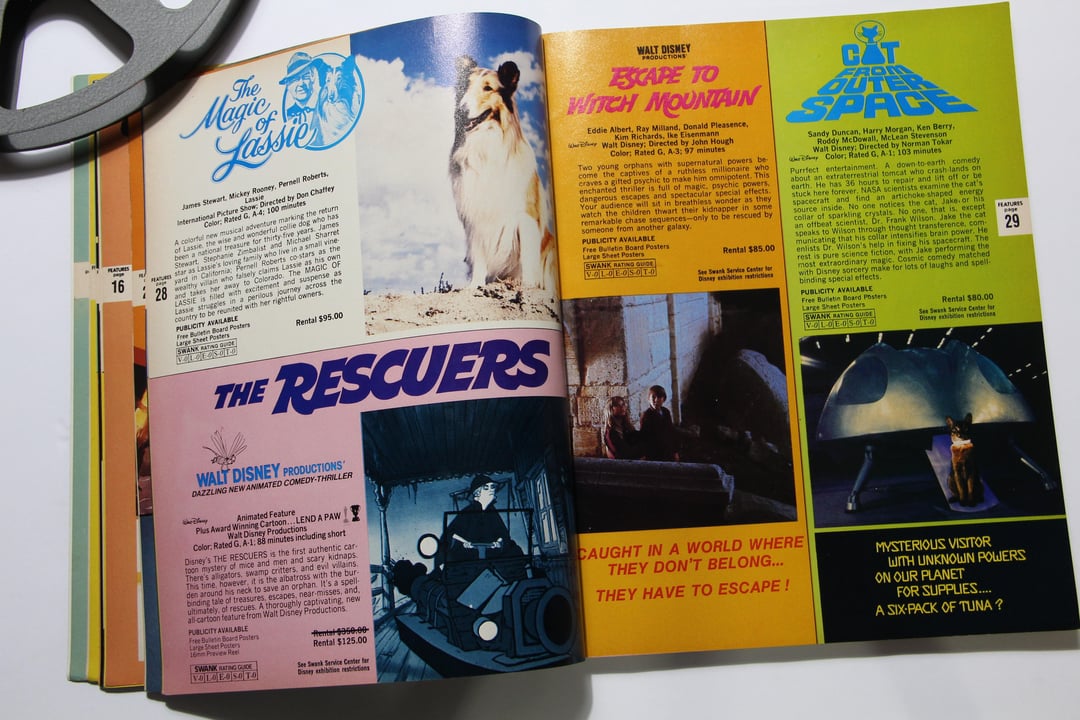 The
Magic
of
Lassie
James Stewart, Mickey Rooney, Pernell Roberts,
Lassie
International Picture Show; Directed by Don Chaffey
Color; Rated G, A-4; 100 minutes
A colorful new musical adventure marking the return
of Lassie, the wise and wonderful collie dog who has
been a national treasure for thirty-five years. James
Stewart, Stephanie Zimbalist and Michael Sharret
star as Lassie's loving family who live in a small vine-
yard in California; Pernell Roberts co-stars as the
wealthy villain who falsely claims Lassie as his own
and takes her away to Colorado. The MAGIC OF
LASSIE is filled with excitement and suspense as
Lassie struggles in a perilous journey across the
country to be reunited with her rightful owners.
PUBLICITY AVAILABLE
Free Bulletin Board Posters
Large Sheet Posters
Rental $95.00
SWANK RATING GUIDE
V-0 L-0 E-0 S-0 T-0
FEATURES
page
16
28
THE RESCUERS
WALT DISNEY PRODUCTIONS'
DAZZLING NEW ANIMATED COMEDY-THRILLER
Walt Disney
Animated Feature
Plus Award Winning Cartoon...LEND A PAW
Walt Disney Productions
Color; Rated G, A-1; 88 minutes including short
Disney's THE RESCUERS is the first authentic car-
toon mystery of mice and men and scary kidnaps.
There's alligators, swamp critters, and evil villains.
This time, however, it is the albatross with the bur-
den around his neck to save an orphan. It's a spell-
binding tale of treasures, escapes, near-misses, and,
ultimately, of rescues. A thoroughly captivating, new
all-cartoon feature from Walt Disney Productions.
PUBLICITY AVAILABLE
Free Bulletin Board Posters
Large Sheet Posters
16mm Preview Reel
Rental $350.00
Rental $125.00
SWANK RATING GUIDE
V-0 L-0 E-0 S-0 T-0
See Swank Service Center for
Disney exhibition restrictions
WALT DISNEY
PRODUCTIONS'
ESCAPE TO
WITCH MOUNTAIN
Eddie Albert, Ray Milland, Donald Pleasence,
Kim Richards, Ike Eisenmann
Walt Disney; Directed by John Hough
Color; Rated G, A-3; 97 minutes
Walt Disney
Two young orphans with supernatural powers be-
come the captives of a ruthless millionaire who
craves a gifted psychic to make him omnipotent. This
enchanted thriller is full of magic, psychic powers,
dangerous escapes and spectacular special effects.
Your audience will sit in breathless wonder as they
watch the children thwart their kidnapper in some
remarkable chase sequences—only to be rescued by
someone from another galaxy.
PUBLICITY AVAILABLE
Free Bulletin Board Posters
Large Sheet Posters
Rental $85.00
SWANK RATING GUIDE
V-0 L-0 E-0 S-0 T-0
See Swank Service Center for
Disney exhibition restrictions
CAUGHT IN A WORLD WHERE
THEY DON'T BELONG...
THEY HAVE TO ESCAPE !
CAT
FROM
OUTER
SPACE
Sandy Duncan, Harry Morgan, Ken Berry,
Roddy McDowall, McLean Stevenson
Walt Disney; Directed by Norman Tokar
Color; Rated G, A-1; 103 minutes
Walt Disney
Purrfect entertainment. A down-to-earth comedy
about an extraterrestrial tomcat who crash-lands on
earth. He has 36 hours to repair and lift off or be
stuck here forever. NASA scientists examine the cat's
spacecraft and find an artichoke-shaped energy
source inside. No one notices the cat, Jake-or his
collar of sparkling crystals. No one, that is, except
an offbeat scientist, Dr. Frank Wilson. Jake the cat
speaks to Wilson through thought transference, com-
municating that his collar intensifies brain power. He
enlists Dr. Wilson's help in fixing his spacecraft. The
rest is pure science fiction, with Jake performing the
most extraordinary magic. Cosmic comedy matched
with Disney sorcery make for lots of laughs and spell-
binding special effects.
PUBLICITY AVAILABLE
Free Bulletin Board Posters
Large Sheet Posters
Rental $80.00
SWANK RATING GUIDE
V-0 L-0 E-0 S-0 T-0
See Swank Service Center for
Disney exhibition restrictions
FEATURES
page
29
MYSTERIOUS VISITOR
WITH UNKNOWN POWERS
ON OUR PLANET
FOR SUPPLIES....
A SIX-PACK OF TUNA ?